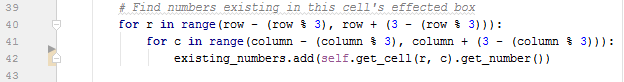 39 # Find numbers existing in this cell's effected box
40 for r in range(row - (row % 3), row + (3 - (row % 3))):
41 for c in range(column - (column % 3), column + (3 - (column % 3))):
42 existing_numbers.add(self.get_cell(r, c).get_number())
43